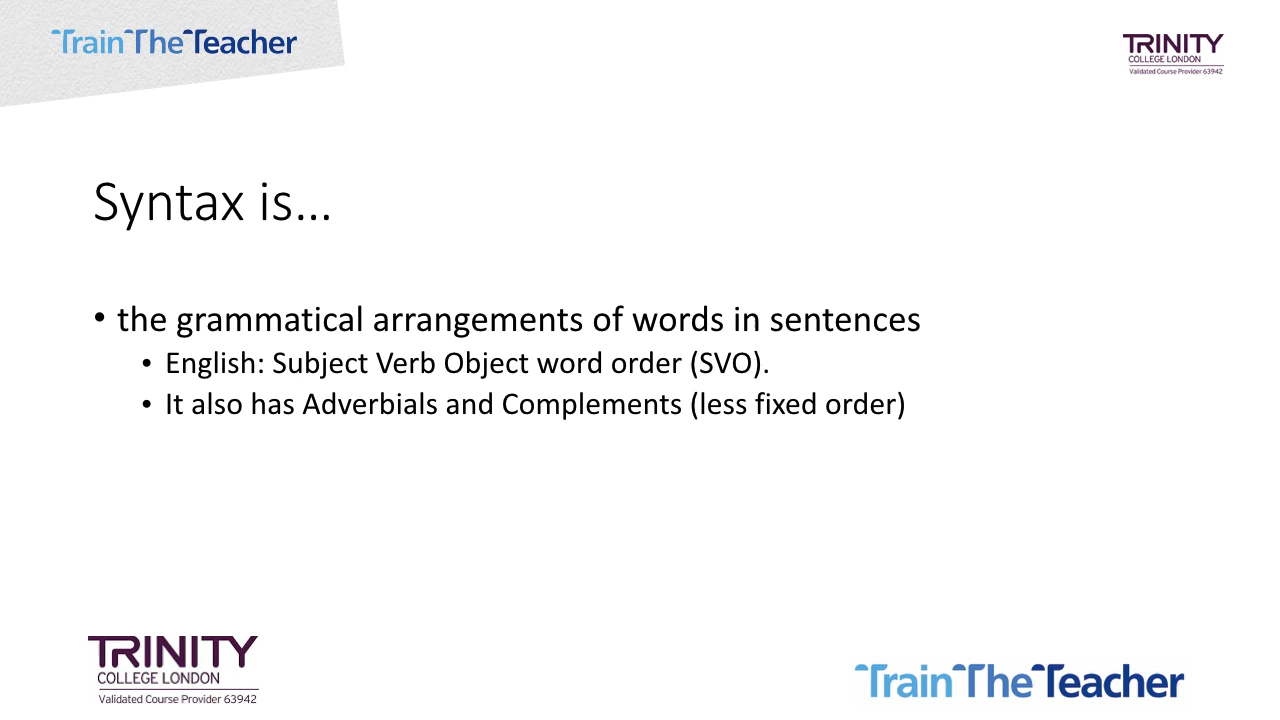 TrainTheTeacher
TRINITY
COLLEGE LONDON
Validated Course Provider 63942
Syntax is…
• the grammatical arrangements of words in sentences
• English: Subject Verb Object word order (SVO).
• It also has Adverbials and Complements (less fixed order)
TRINITY
COLLEGE LONDON
Validated Course Provider 63942
TrainTheTeacher